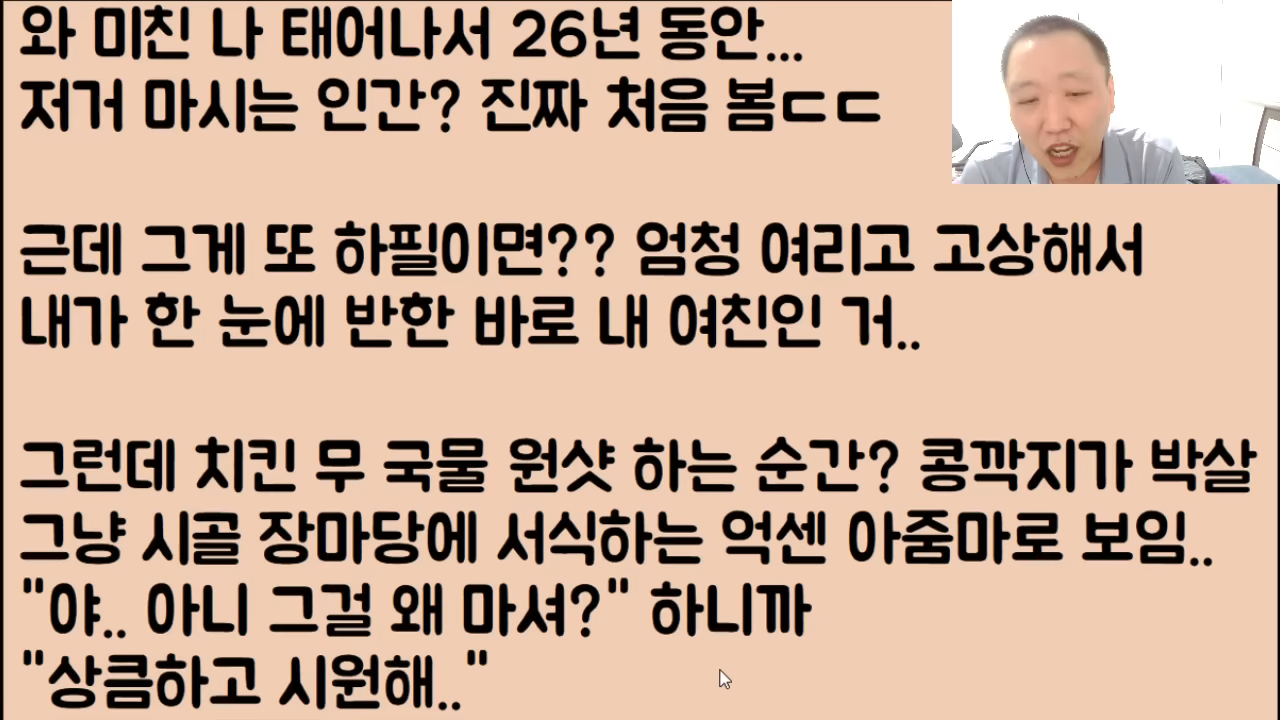 와 미친 나 태어나서 26년 동안...
저거 마시는 인간? 진짜 처음 봄ㄷㄷ
근데 그게 또 하필이면?? 엄청 여리고 고상해서
내가 한 눈에 반한 바로 내 여친인 거..
그런데 치킨 무 국물 원샷 하는 순간? 콩깍지가 박살
그냥 시골 장마당에 서식하는 억센 아줌마로 보임..
"야.. 아니 그걸 왜 마셔?" 하니까
"상큼하고 시원해.."